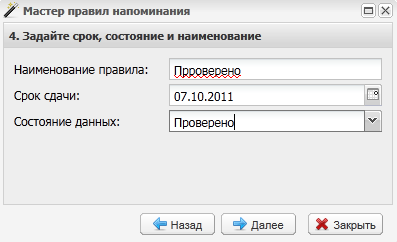 Мастер правил напоминания
4. Задайте срок, состояние и наименование
Наименование правила: Прроверено
Срок сдачи: 07.10.2011
Состояние данных: Проверено
Назад Далее Закрыть